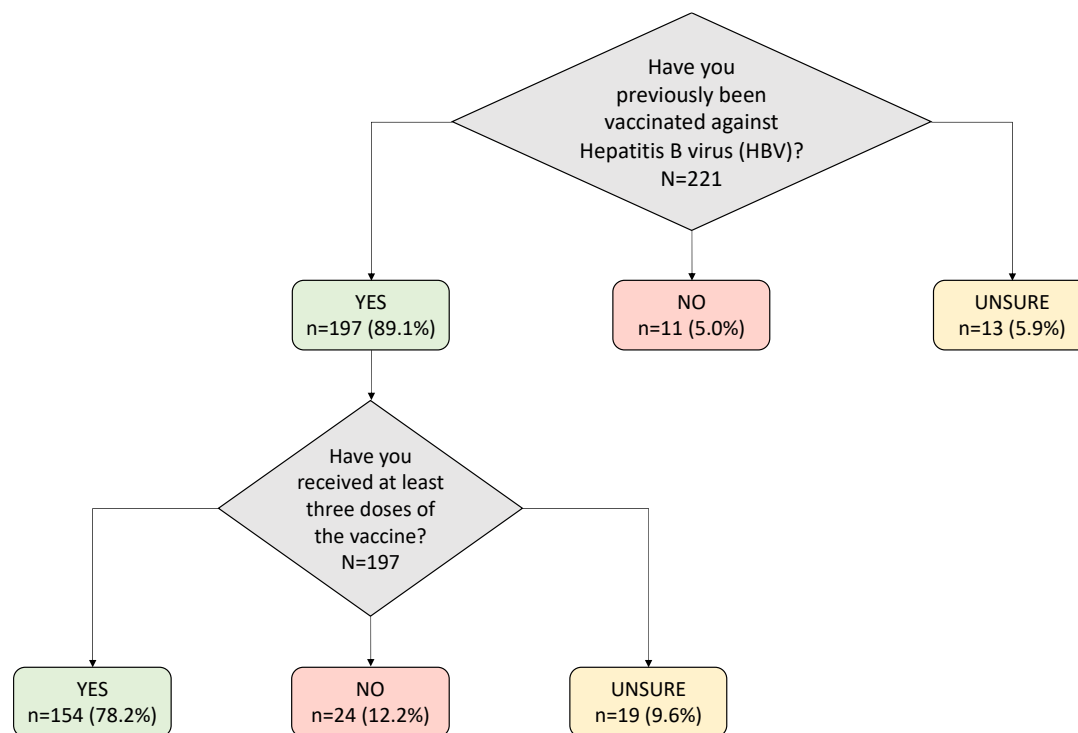 Have you
previously been
vaccinated against
Hepatitis B virus (HBV)?
N=221
YES
n=197 (89.1%)
NO
n=11 (5.0%)
UNSURE
n=13 (5.9%)
Have you
received at least
three doses of
the vaccine?
N=197
YES
n=154 (78.2%)
NO
n=24 (12.2%)
UNSURE
n=19 (9.6%)